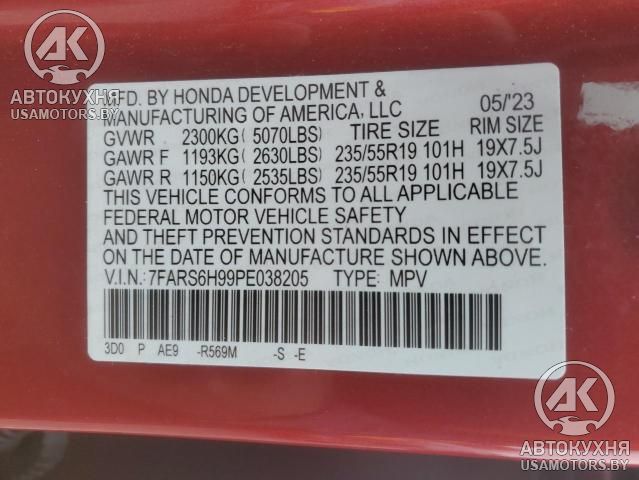 MFD. BY HONDA DEVELOPMENT &
MANUFACTURING OF AMERICA, LLC 05/'23
GVWR 2300KG( 5070LBS) TIRE SIZE RIM SIZE
GAWR F 1193KG( 2630LBS) 235/55R19 101H 19X7.5J
GAWR R 1150KG( 2535LBS) 235/55R19 101H 19X7.5J
THIS VEHICLE CONFORMS TO ALL APPLICABLE
FEDERAL MOTOR VEHICLE SAFETY
AND THEFT PREVENTION STANDARDS IN EFFECT
ON THE DATE OF MANUFACTURE SHOWN ABOVE.
V.I.N.:7FARS6H99PE038205 TYPE: MPV
3D0 P AE9 -R569M -S -E
АК
АВТОКУХНЯ
USAMOTORS.BY
АК
АВТОКУХНЯ
USAMOTORS.BY